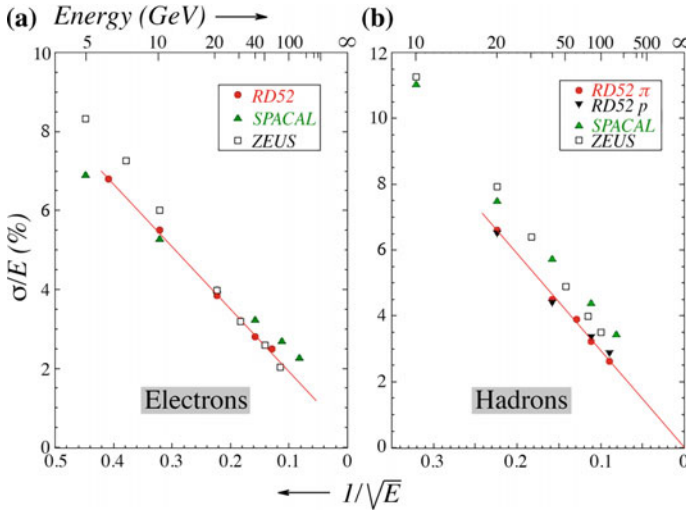 (a) Energy (GeV)
5 10 20 40 100 ∞
10
8
6
4
2
0
σ/E (%)
RD52
SPACAL
ZEUS
Electrons
0.5 0.4 0.3 0.2 0.1 0
(b)
10 20 50 100 500 ∞
12
10
8
6
4
2
0
RD52 π
RD52 p
SPACAL
ZEUS
Hadrons
0.3 0.2 0.1 0
1/√E